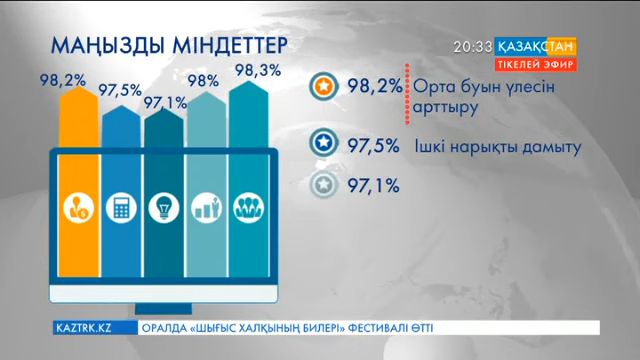 МАҢЫЗДЫ МІНДЕТТЕР
20:33 ҚАЗАҚСТАН
ТІКЕЛЕЙ ЭФИР
98,2%
97,5%
97,1%
98%
98,3%
98,2% Орта буын үлесін
арттыру
97,5% Ішкі нарықты дамыту
97,1%
KAZTRK.KZ ОРАЛДА «ШЫҒЫС ХАЛҚЫНЫҢ БИЛЕРІ» ФЕСТИВАЛІ ӨТТІ